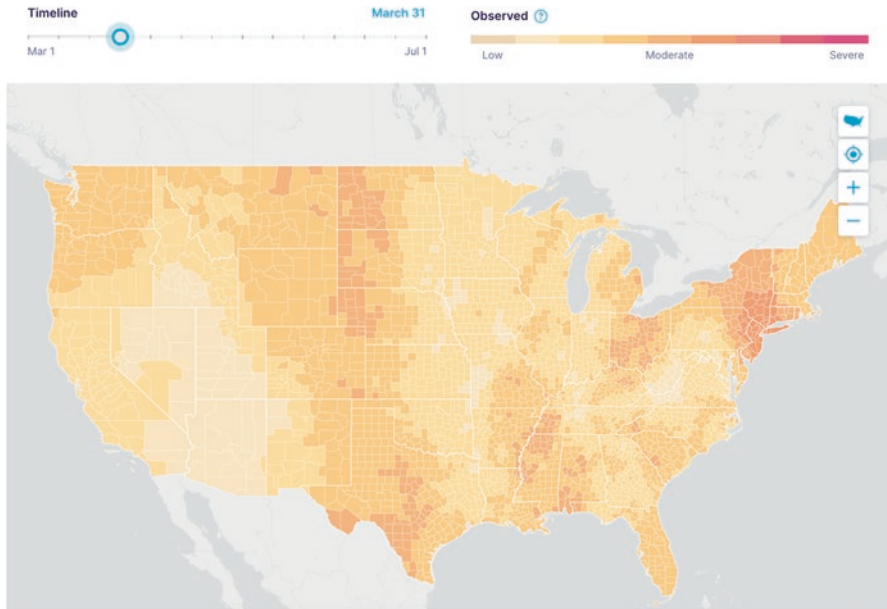 Timeline
March 31
Mar 1
Jul 1
Observed ?
Low
Moderate
Severe
+
−